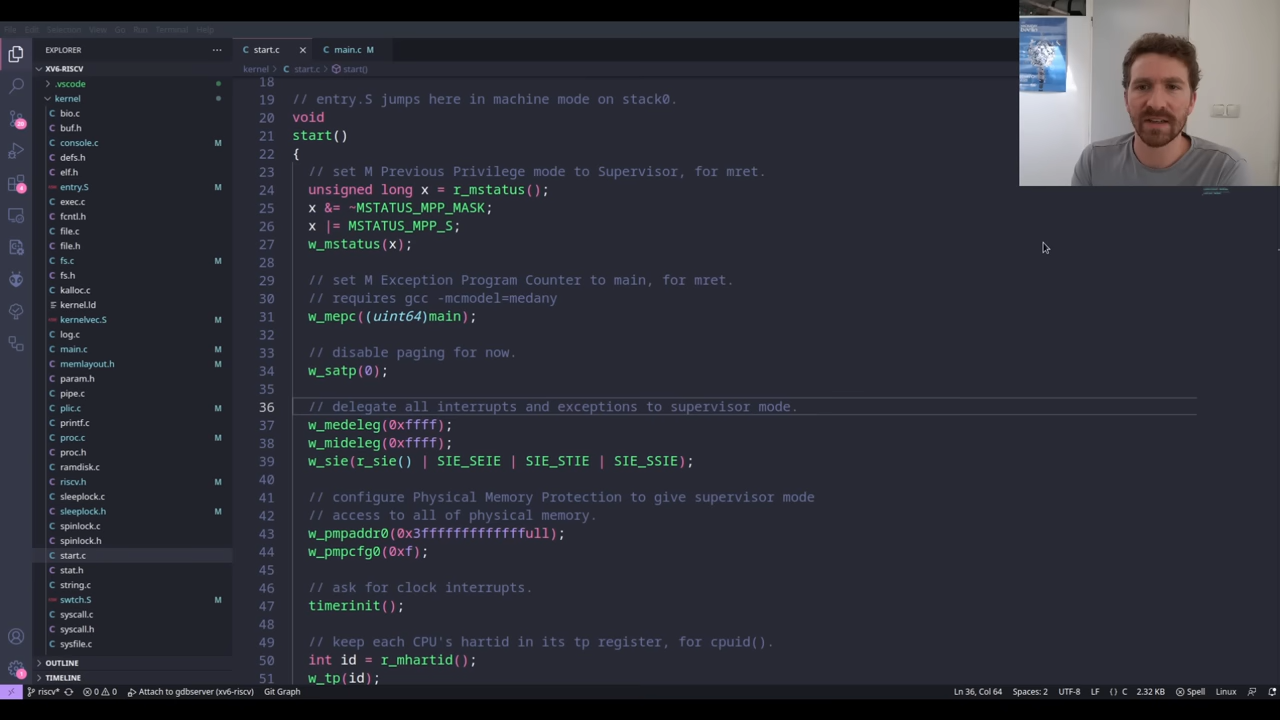 File Edit Selection View Go Run Terminal Help
EXPLORER
start.c
main.c M
XV6-RISCV
kernel > C start.c > start()
.vscode
kernel
bio.c
buf.h
console.c M
defs.h
elf.h
entry.S M
exec.c
fcntl.h
file.c
file.h
fs.c M
fs.h
kalloc.c
kernel.ld
kernelvec.S M
log.c
main.c M
memlayout.h M
param.h
pipe.c
plic.c M
printf.c
proc.c M
proc.h
ramdisk.c
riscv.h M
sleeplock.c
sleeplock.h M
spinlock.c
spinlock.h
start.c
stat.h
string.c
swtch.S M
syscall.c
syscall.h
sysfile.c
OUTLINE
TIMELINE
18
19 // entry.S jumps here in machine mode on stack0.
20 void
21 start()
22 {
23 // set M Previous Privilege mode to Supervisor, for mret.
24 unsigned long x = r_mstatus();
25 x &= ~MSTATUS_MPP_MASK;
26 x |= MSTATUS_MPP_S;
27 w_mstatus(x);
28
29 // set M Exception Program Counter to main, for mret.
30 // requires gcc -mcmodel=medany
31 w_mepc((uint64)main);
32
33 // disable paging for now.
34 w_satp(0);
35
36 // delegate all interrupts and exceptions to supervisor mode.
37 w_medeleg(0xffff);
38 w_mideleg(0xffff);
39 w_sie(r_sie() | SIE_SEIE | SIE_STIE | SIE_SSIE);
40
41 // configure Physical Memory Protection to give supervisor mode
42 // access to all of physical memory.
43 w_pmpaddr0(0x3fffffffffffffull);
44 w_pmpcfg0(0xf);
45
46 // ask for clock interrupts.
47 timerinit();
48
49 // keep each CPU's hartid in its tp register, for cpuid().
50 int id = r_mhartid();
51 w_tp(id);
riscv* 0 0 Attach to gdbserver (xv6-riscv) Git Graph Ln 36, Col 64 Spaces: 2 UTF-8 LF {} C 2.32 KB Spell Linux